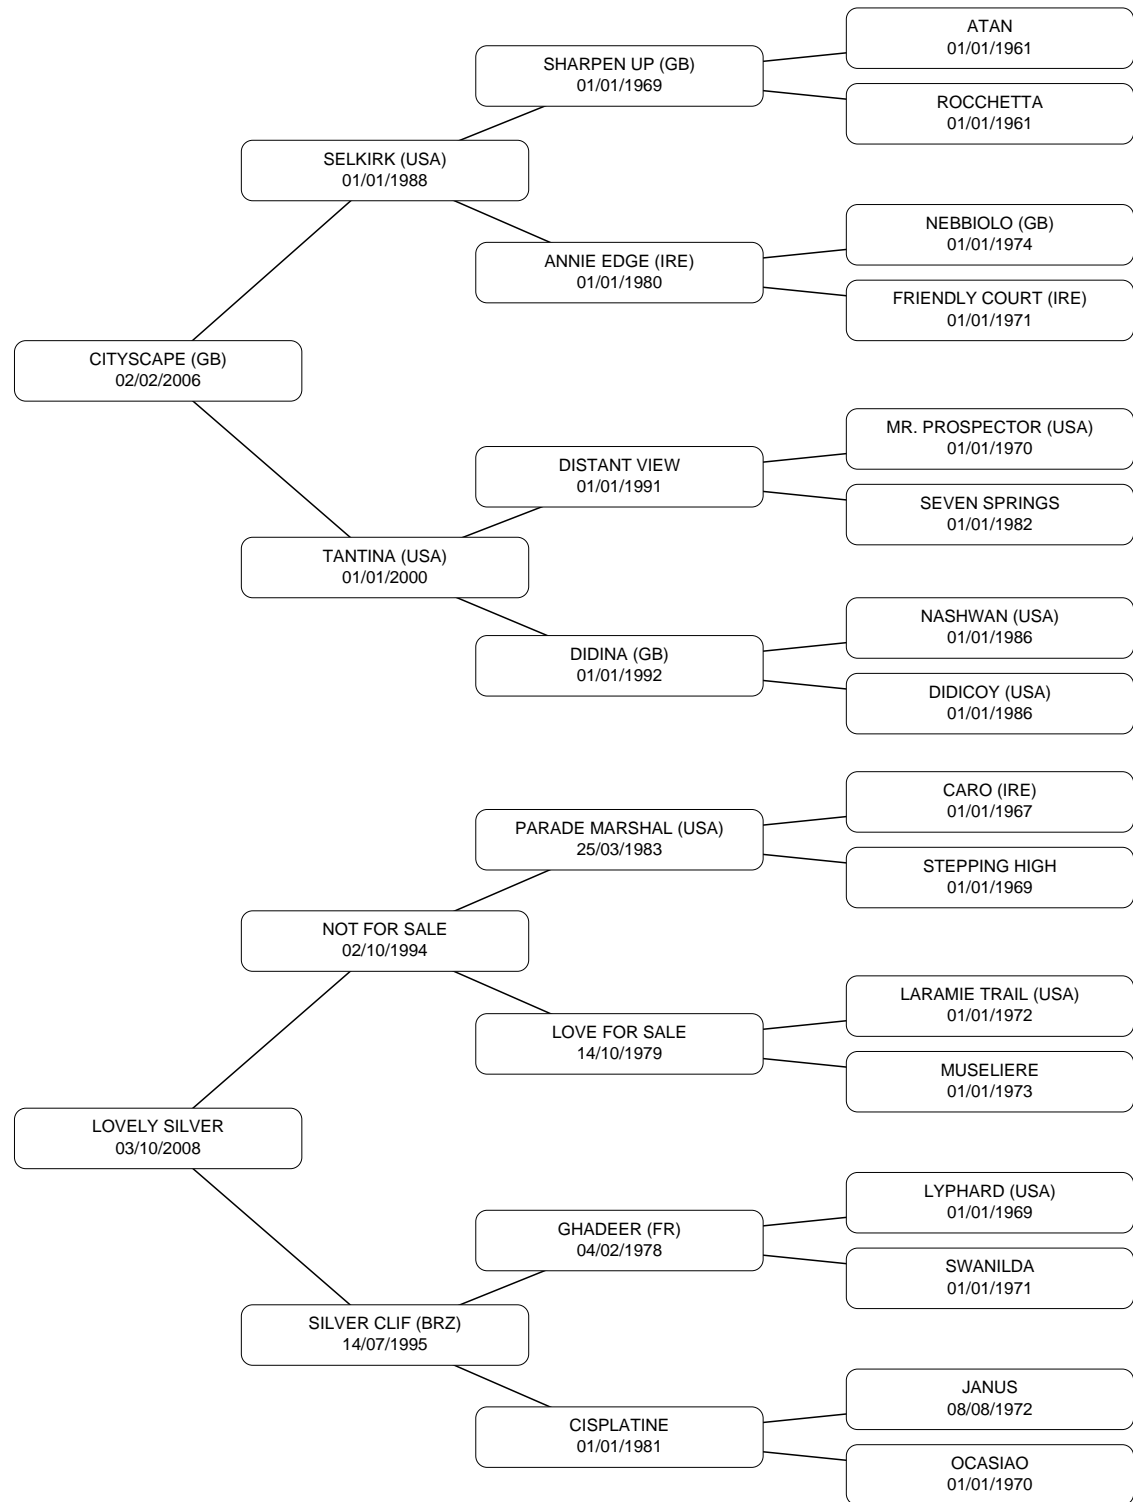 ATAN
01/01/1961
SHARPEN UP (GB)
01/01/1969
ROCCHETTA
01/01/1961
SELKIRK (USA)
01/01/1988
NEBBIOLO (GB)
01/01/1974
ANNIE EDGE (IRE)
01/01/1980
FRIENDLY COURT (IRE)
01/01/1971
CITYSCAPE (GB)
02/02/2006
MR. PROSPECTOR (USA)
01/01/1970
DISTANT VIEW
01/01/1991
SEVEN SPRINGS
01/01/1982
TANTINA (USA)
01/01/2000
NASHWAN (USA)
01/01/1986
DIDINA (GB)
01/01/1992
DIDICOY (USA)
01/01/1986
CARO (IRE)
01/01/1967
PARADE MARSHAL (USA)
25/03/1983
STEPPING HIGH
01/01/1969
NOT FOR SALE
02/10/1994
LARAMIE TRAIL (USA)
01/01/1972
LOVE FOR SALE
14/10/1979
MUSELIERE
01/01/1973
LOVELY SILVER
03/10/2008
LYPHARD (USA)
01/01/1969
GHADEER (FR)
04/02/1978
SWANILDA
01/01/1971
SILVER CLIF (BRZ)
14/07/1995
JANUS
08/08/1972
CISPLATINE
01/01/1981
OCASIAO
01/01/1970